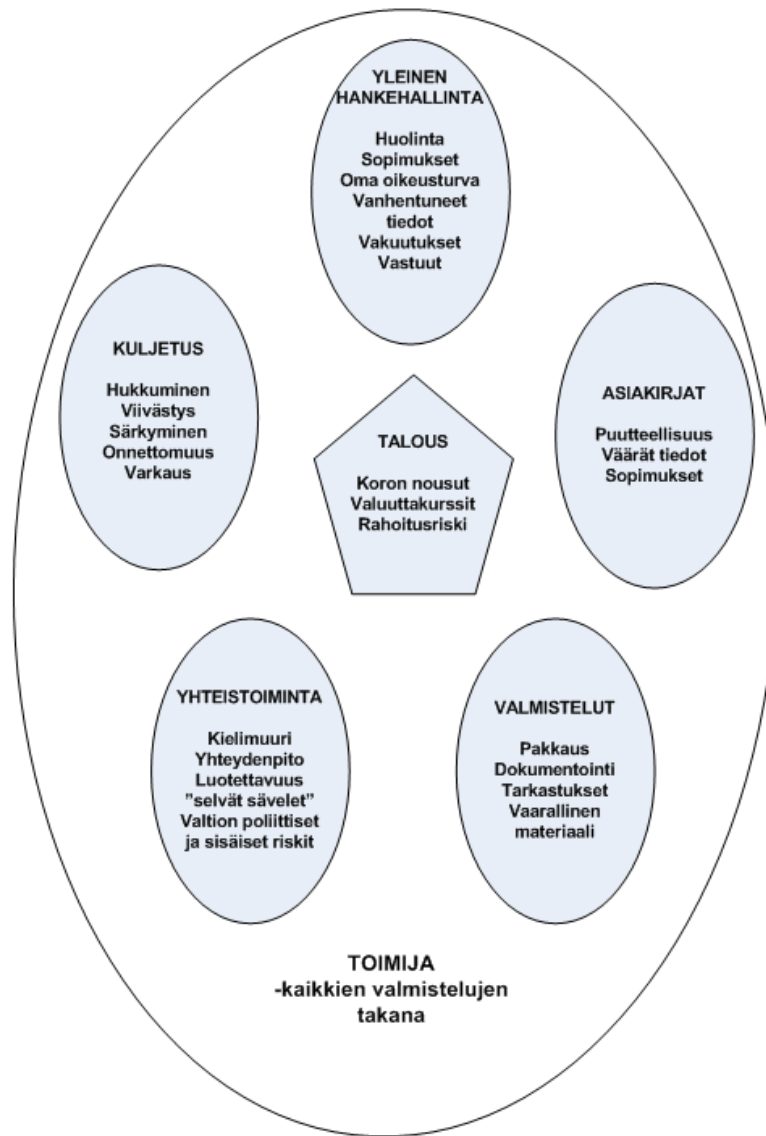 YLEINEN
HANKEHALLINTA
Huolinta
Sopimukset
Oma oikeusturva
Vanhentuneet
tiedot
Vakuutukset
Vastuut
KULJETUS
Hukkuminen
Viivästys
Särkyminen
Onnettomuus
Varkaus
ASIAKIRJAT
Puutteellisuus
Väärät tiedot
Sopimukset
TALOUS
Koron nousut
Valuuttakurssit
Rahoitusriski
YHTEISTOIMINTA
Kielimuuri
Yhteydenpito
Luotettavuus
”selvät sävelet”
Valtion poliittiset
ja sisäiset riskit
VALMISTELUT
Pakkaus
Dokumentointi
Tarkastukset
Vaarallinen
materiaali
TOIMIJA
-kaikkien valmistelujen
takana